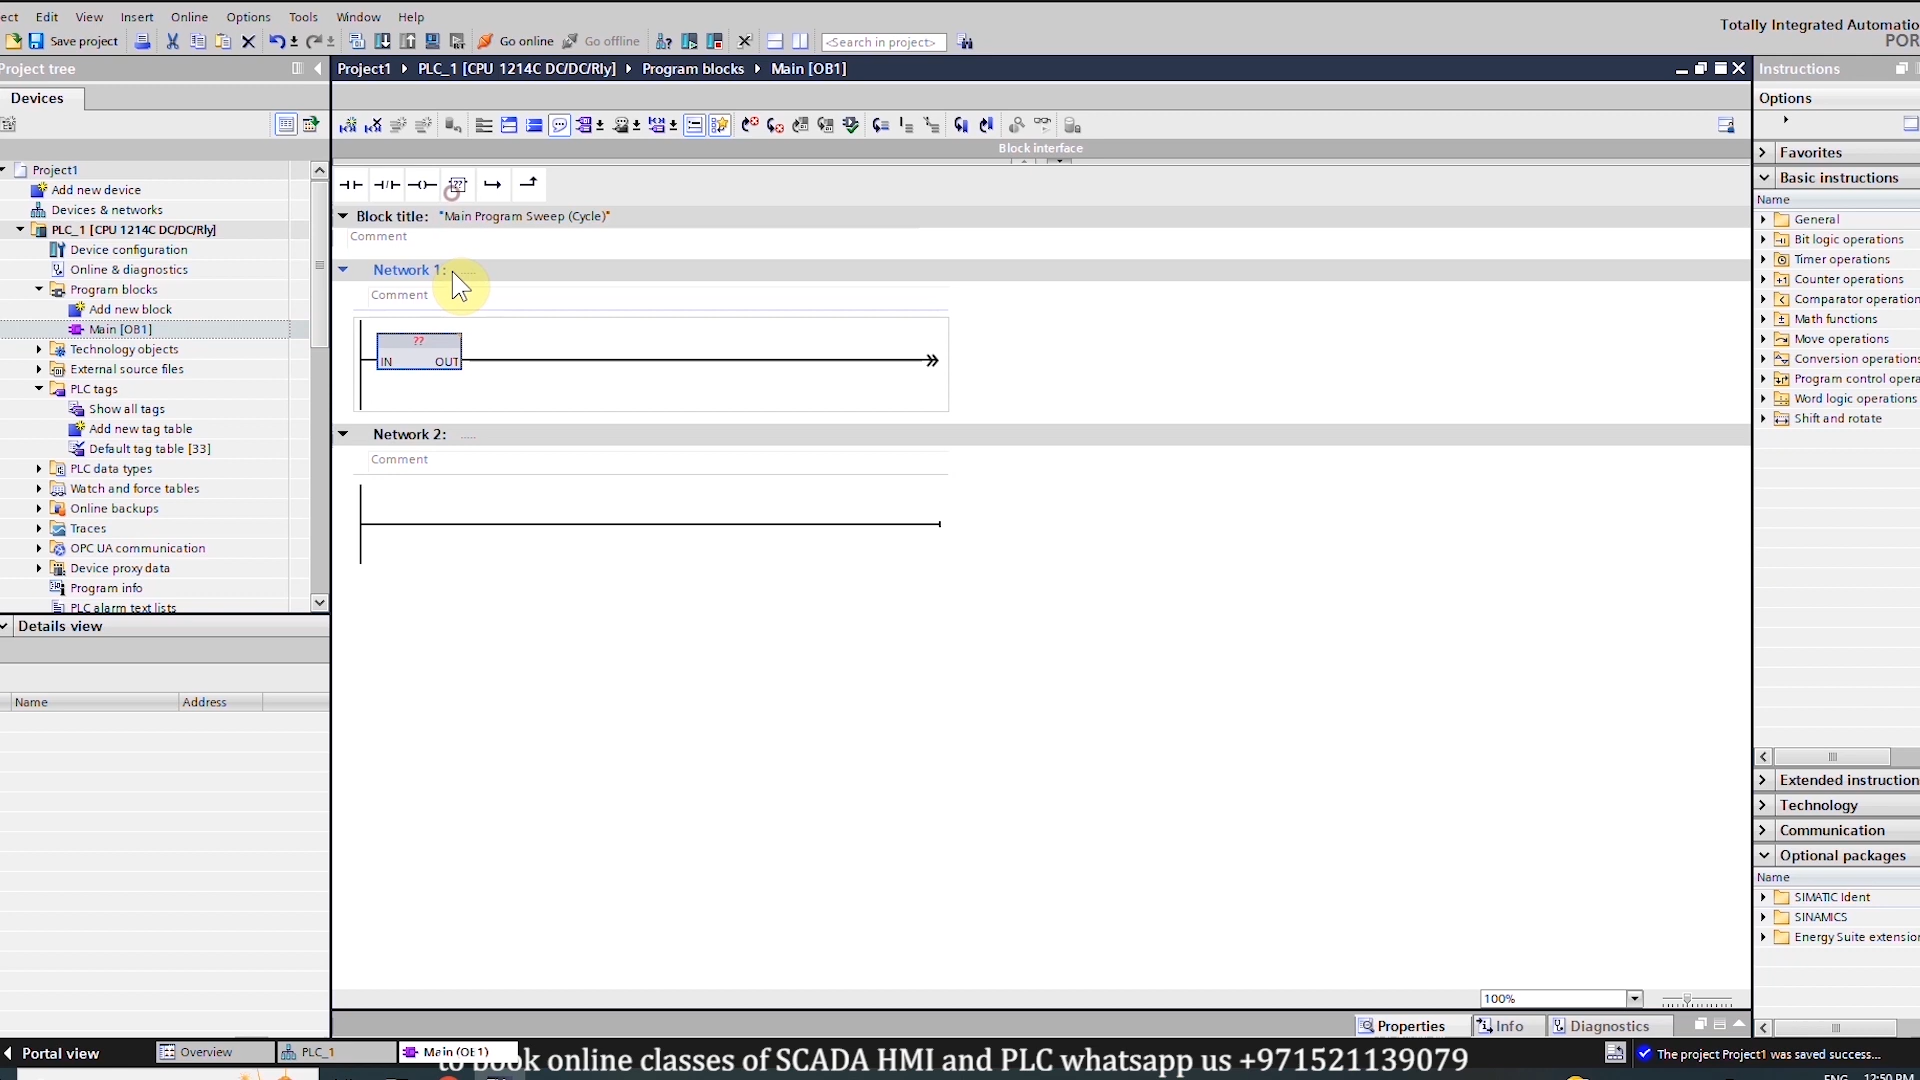 ect Edit View Insert Online Options Tools Window Help
Totally Integrated Automatio
POR
Save project
Go online
Go offline
<Search in project>
Project tree
Project1 PLC_1 [CPU 1214C DC/DC/Rly] Program blocks Main [OB1]
Instructions
Devices
Options
Block interface
Favorites
Basic instructions
Name
General
Bit logic operations
Timer operations
Counter operations
Comparator operation
Math functions
Move operations
Conversion operations
Program control opera
Word logic operations
Shift and rotate
Project1
Add new device
Devices & networks
PLC_1 [CPU 1214C DC/DC/Rly]
Device configuration
Online & diagnostics
Program blocks
Add new block
Main [OB1]
Technology objects
External source files
PLC tags
Show all tags
Add new tag table
Default tag table [33]
PLC data types
Watch and force tables
Online backups
Traces
OPC UA communication
Device proxy data
Program info
PLC alarm text lists
??
Block title: "Main Program Sweep (Cycle)"
Comment
Network 1: .....
Comment
??
IN OUT
Network 2: .....
Comment
Details view
Name Address
Extended instruction
Technology
Communication
Optional packages
Name
SIMATIC Ident
SINAMICS
Energy Suite extension
100%
Properties Info Diagnostics
Portal view Overview PLC_1 Main (OB1)
The project Project1 was saved success...
to book online classes of SCADA HMI and PLC whatsapp us +971521139079
ENG 12:50 PM